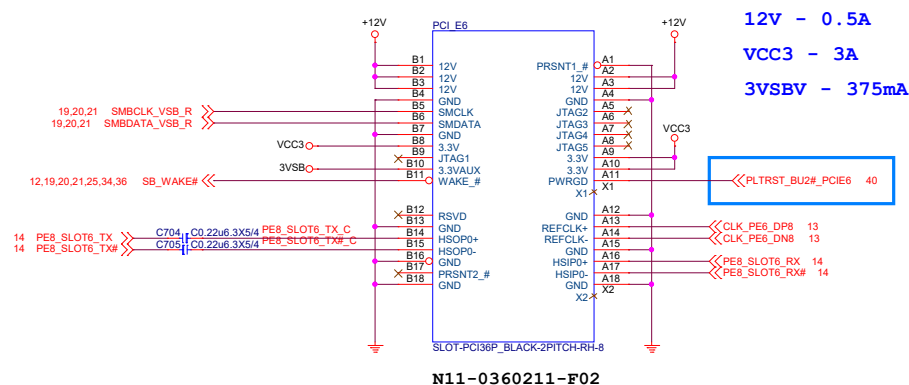 12V - 0.5A
VCC3 - 3A
3VSBV - 375mA
+12V
PCI_E6
+12V
B1 12V
B2 12V
B3 12V
B4 GND
B5 SMCLK
B6 SMDATA
B7 GND
B8 3.3V
B9 JTAG1
B10 3.3VAUX
B11 WAKE_#
B12 RSVD
B13 GND
B14 HSOP0+
B15 HSOP0-
B16 GND
B17 PRSNT2_#
B18 GND
PRSNT1_# A1
12V A2
12V A3
GND A4
JTAG2 A5
JTAG3 A6
JTAG4 A7
JTAG5 A8
3.3V A9
3.3V A10
PWRGD A11
X1 X1
GND A12
REFCLK+ A13
REFCLK- A14
GND A15
HSIP0+ A16
HSIP0- A17
GND A18
X2 X2
19,20,21 SMBCLK_VSB_R
19,20,21 SMBDATA_VSB_R
VCC3
3VSB
12,19,20,21,25,34,36 SB_WAKE#
14 PE8_SLOT6_TX C704 C0.22u6.3X5/4 PE8_SLOT6_TX_C
14 PE8_SLOT6_TX# C705 C0.22u6.3X5/4 PE8_SLOT6_TX#_C
VCC3
PLTRST_BU2#_PCIE6 40
CLK_PE6_DP8 13
CLK_PE6_DN8 13
PE8_SLOT6_RX 14
PE8_SLOT6_RX# 14
SLOT-PCI36P_BLACK-2PITCH-RH-8
N11-0360211-F02